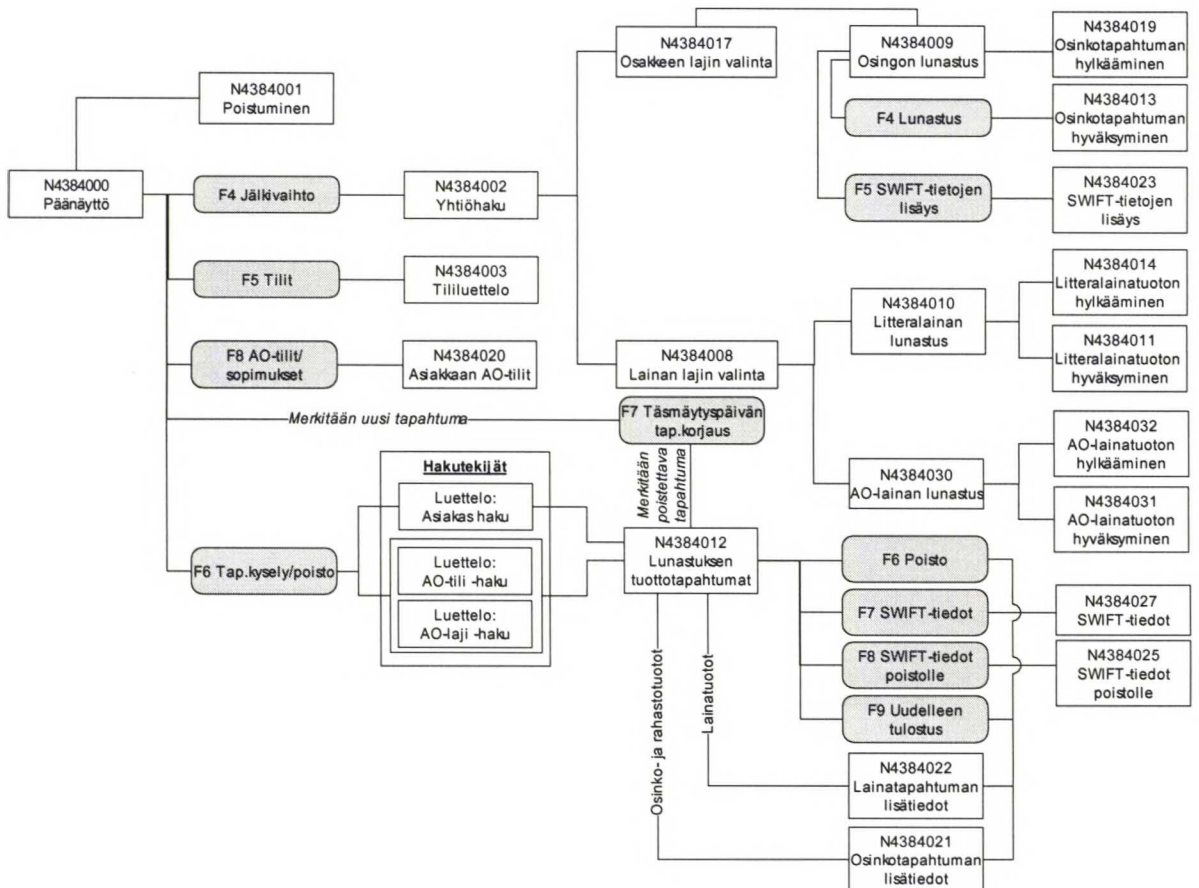 N4384001
Poistuminen
N4384000
Päänäyttö
F4 Jälkivaihto
N4384002
Yhtiöhaku
F5 Tilit
N4384003
Tililuettelo
F8 AO-tilit/
sopimukset
N4384020
Asiakkaan AO-tilit
Merkitään uusi tapahtuma
F6 Tap.kysely/poisto
Hakutekijät
Luettelo:
Asiakas haku
Luettelo:
AO-tili -haku
Luettelo:
AO-laji -haku
N4384017
Osakkeen lajin valinta
N4384008
Lainan lajin valinta
F7 Täsmäytyspäivän
tap.korjaus
Merkitään
poistettava
tapahtuma
N4384012
Lunastuksen
tuottotapahtumat
Osinko- ja rahastotuotot
Lainatuotot
N4384009
Osingon lunastus
F4 Lunastus
F5 SWIFT-tietojen
lisäys
N4384010
Litteralainan
lunastus
N4384030
AO-lainan lunastus
F6 Poisto
F7 SWIFT-tiedot
F8 SWIFT-tiedot
poistolle
F9 Uudelleen
tulostus
N4384022
Lainatapahtuman
lisätiedot
N4384021
Osinkotapahtuman
lisätiedot
N4384019
Osinkotapahtuman
hylkääminen
N4384013
Osinkotapahtuman
hyväksyminen
N4384023
SWIFT-tietojen
lisäys
N4384014
Litteralainatuoton
hylkääminen
N4384011
Litteralainatuoton
hyväksyminen
N4384032
AO-lainatuoton
hylkääminen
N4384031
AO-lainatuoton
hyväksyminen
N4384027
SWIFT-tiedot
N4384025
SWIFT-tiedot
poistolle